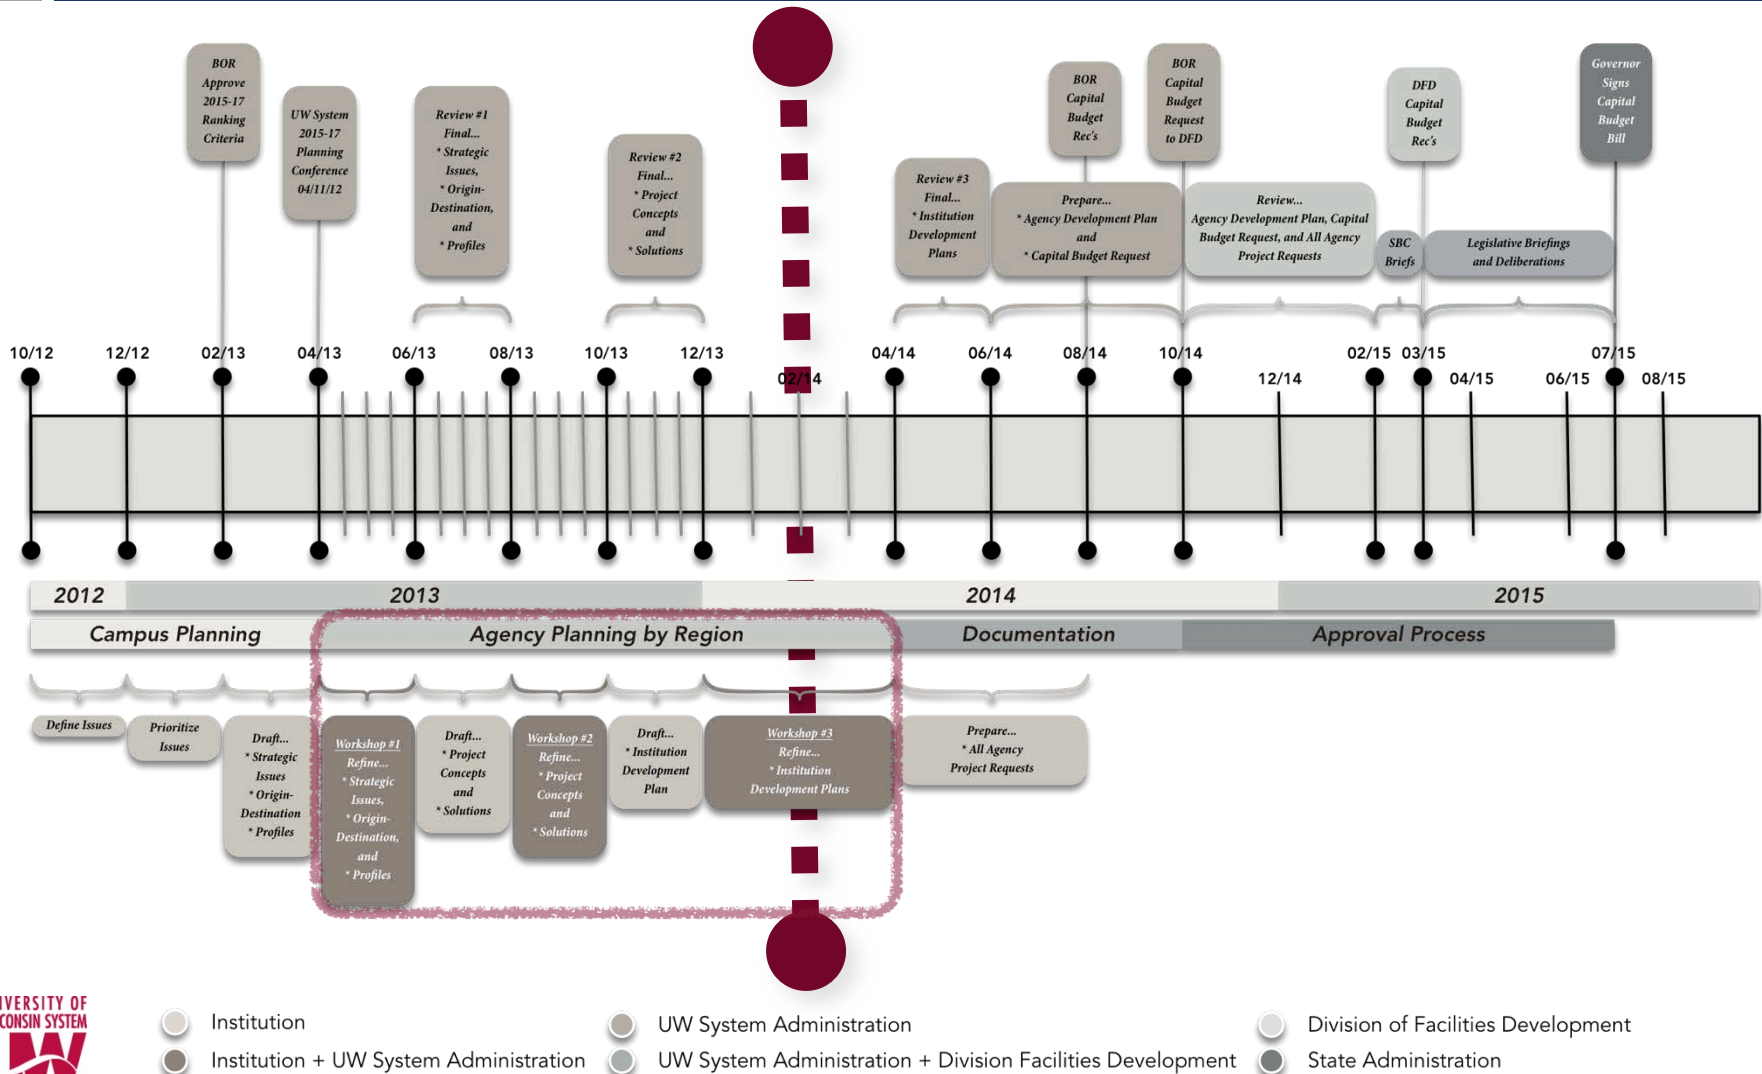 BOR
Approve
2015-17
Ranking
Criteria
UW System
2015-17
Planning
Conference
04/11/12
Review #1
Final...
* Strategic
Issues,
* Origin-
Destination,
and
* Profiles
Review #2
Final...
* Project
Concepts
and
* Solutions
Review #3
Final...
* Institution
Development
Plans
BOR
Capital
Budget
Rec's
Prepare...
* Agency Development Plan
and
* Capital Budget Request
BOR
Capital
Budget
Request
to DFD
Review...
Agency Development Plan, Capital
Budget Request, and All Agency
Project Requests
SBC
Briefs
DFD
Capital
Budget
Rec's
Legislative Briefings
and Deliberations
Governor
Signs
Capital
Budget
Bill
10/12 12/12 02/13 04/13 06/13 08/13 10/13 12/13 02/14 04/14 06/14 08/14 10/14 12/14 02/15 03/15 04/15 06/15 07/15 08/15
2012 2013 2014 2015
Campus Planning Agency Planning by Region Documentation Approval Process
Define Issues
Prioritize
Issues
Draft...
* Strategic
Issues
* Origin-
Destination
* Profiles
Workshop #1
Refine...
* Strategic
Issues,
* Origin-
Destination,
and
* Profiles
Draft...
* Project
Concepts
and
* Solutions
Workshop #2
Refine...
* Project
Concepts
and
* Solutions
Draft...
* Institution
Development
Plan
Workshop #3
Refine...
* Institution
Development Plans
Prepare...
* All Agency
Project Requests
IVERSITY OF
CONSIN SYSTEM
Institution
Institution + UW System Administration
UW System Administration
UW System Administration + Division Facilities Development
Division of Facilities Development
State Administration